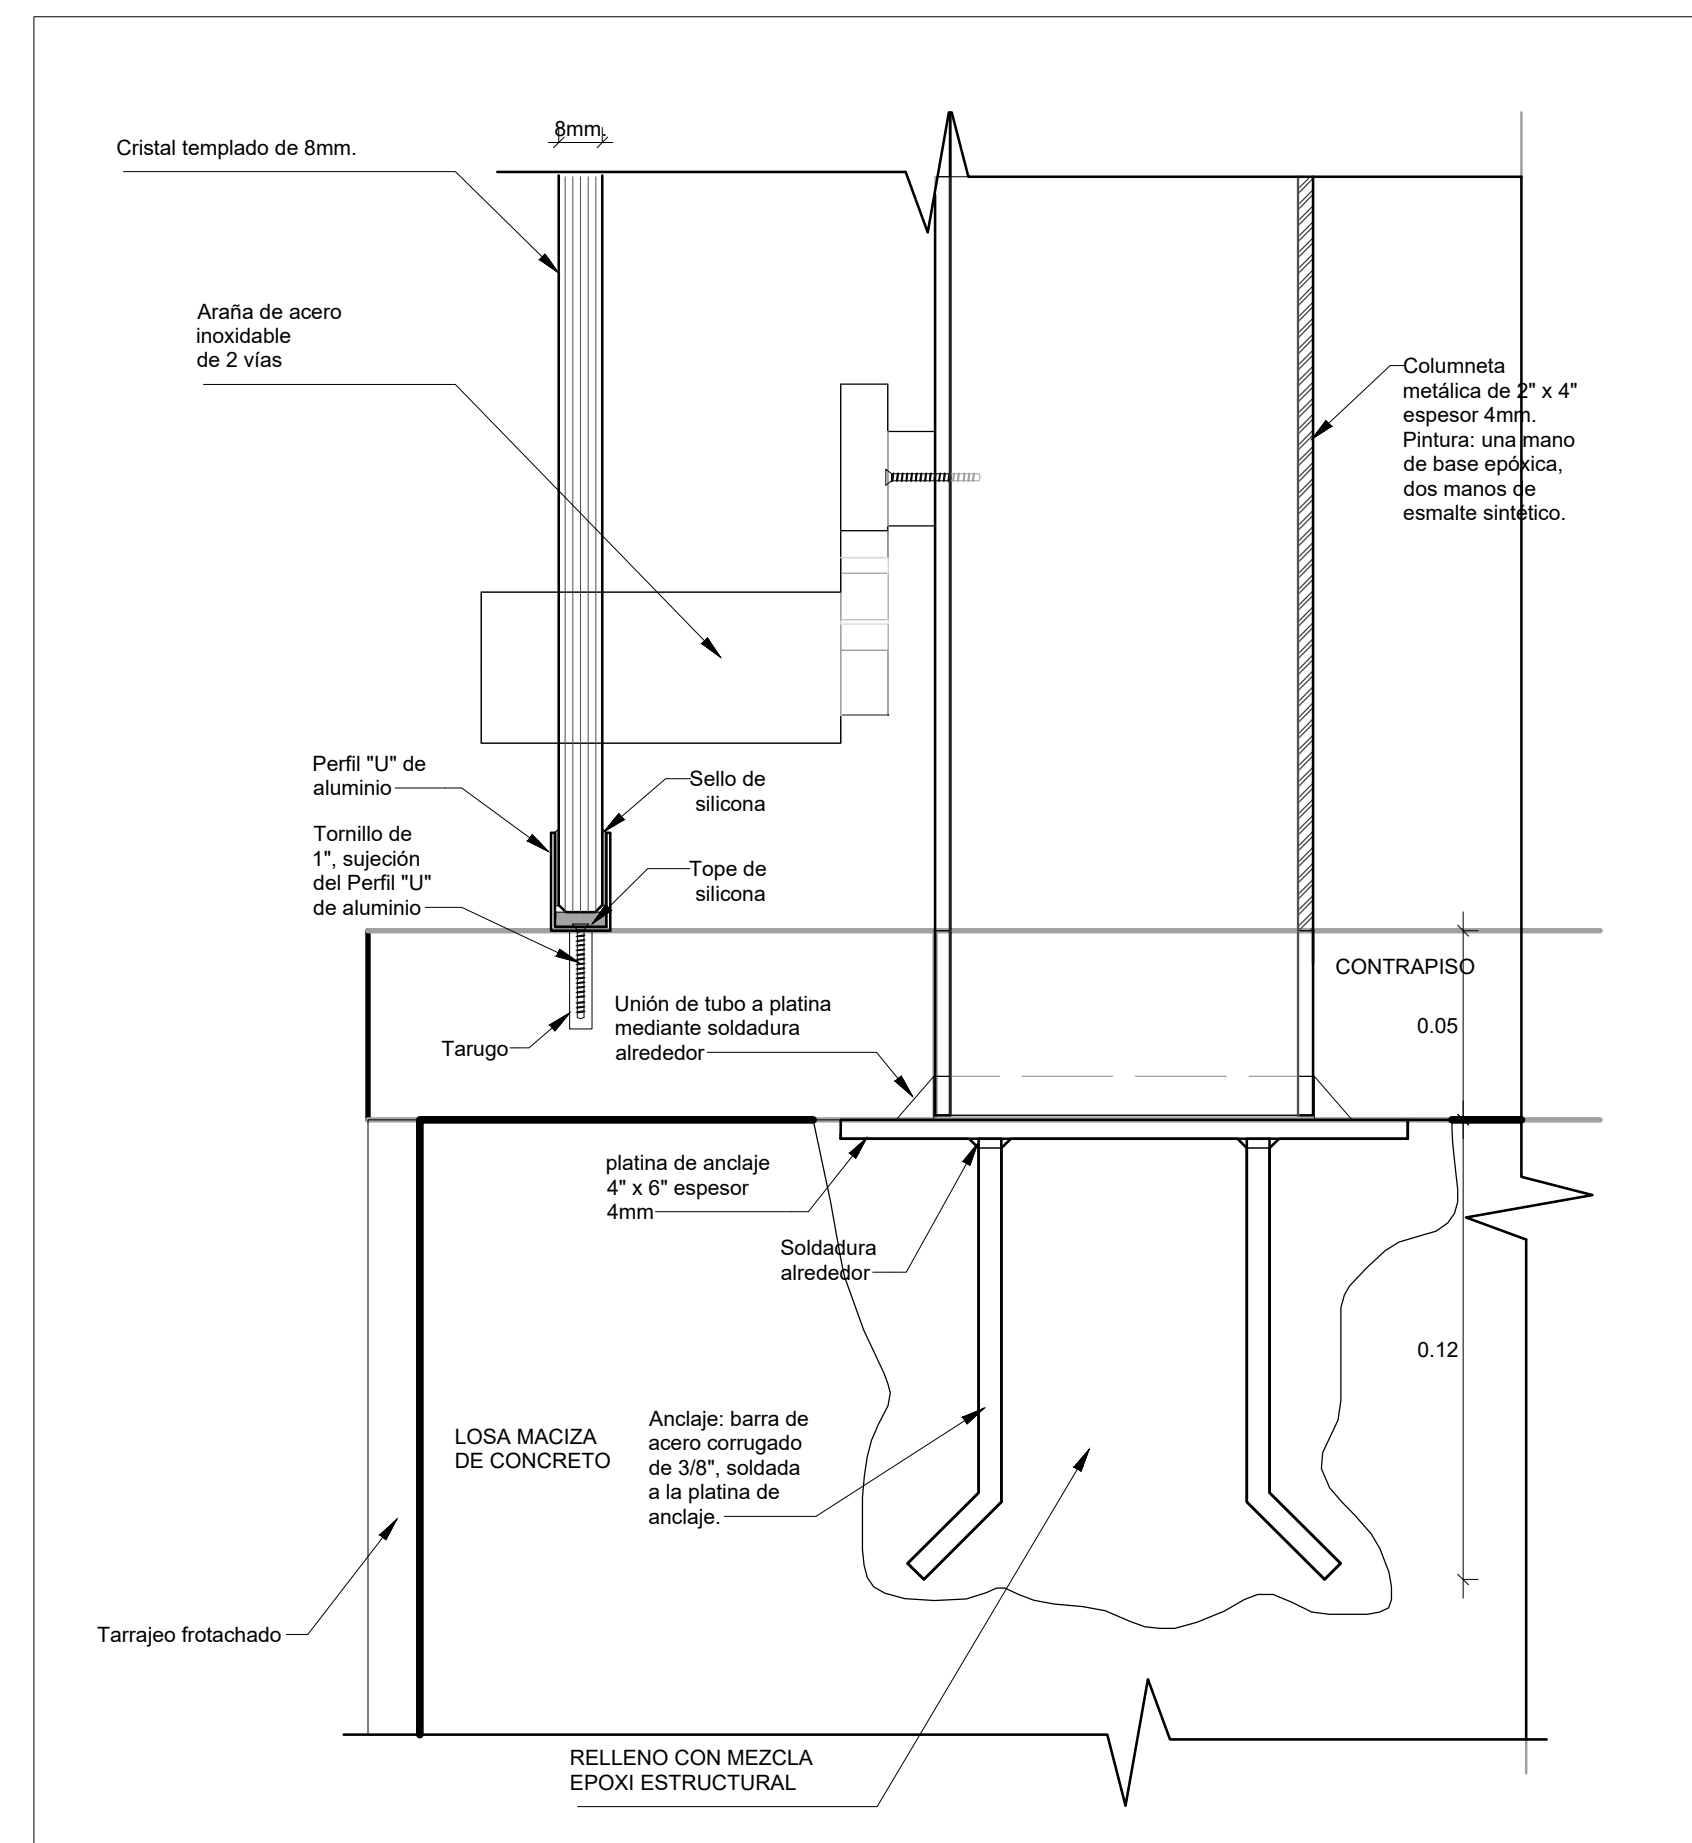 8mm.
Cristal templado de 8mm.
Araña de acero
inoxidable
de 2 vías
Columneta
metálica de 2" x 4"
espesor 4mm.
Pintura: una mano
de base epóxica,
dos manos de
esmalte sintético.
Perfil "U" de
aluminio
Sello de
silicona
Tornillo de
1", sujeción
del Perfil "U"
de aluminio
Tope de
silicona
CONTRAPISO
0.05
Unión de tubo a platina
mediante soldadura
alrededor
Tarugo
platina de anclaje
4" x 6" espesor
4mm
Soldadura
alrededor
0.12
LOSA MACIZA
DE CONCRETO
Anclaje: barra de
acero corrugado
de 3/8", soldada
a la platina de
anclaje.
Tarrajeo frotachado
RELLENO CON MEZCLA
EPOXI ESTRUCTURAL